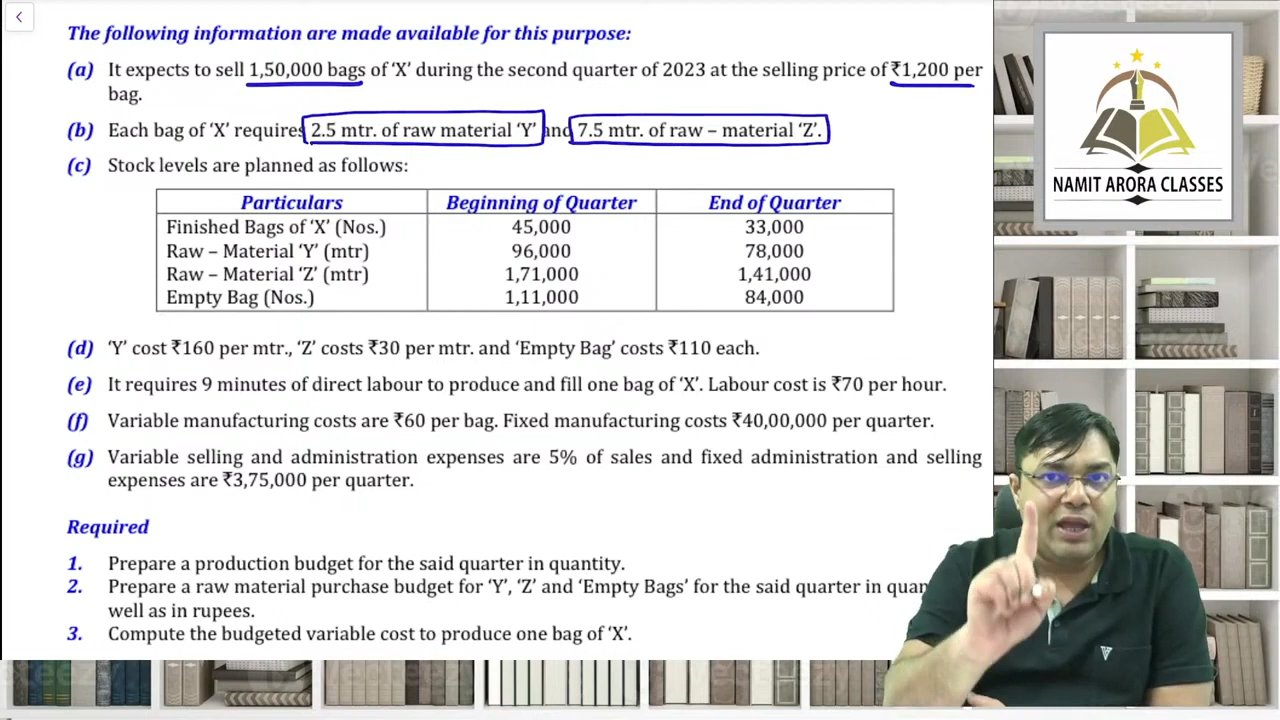 The following information are made available for this purpose:
(a) It expects to sell 1,50,000 bags of ‘X’ during the second quarter of 2023 at the selling price of ₹1,200 per
bag.
(b) Each bag of ‘X’ requires 2.5 mtr. of raw material ‘Y’ and 7.5 mtr. of raw – material ‘Z’.
(c) Stock levels are planned as follows:
Particulars Beginning of Quarter End of Quarter
Finished Bags of ‘X’ (Nos.) 45,000 33,000
Raw – Material ‘Y’ (mtr) 96,000 78,000
Raw – Material ‘Z’ (mtr) 1,71,000 1,41,000
Empty Bag (Nos.) 1,11,000 84,000
(d) ‘Y’ cost ₹160 per mtr., ‘Z’ costs ₹30 per mtr. and ‘Empty Bag’ costs ₹110 each.
(e) It requires 9 minutes of direct labour to produce and fill one bag of ‘X’. Labour cost is ₹70 per hour.
(f) Variable manufacturing costs are ₹60 per bag. Fixed manufacturing costs ₹40,00,000 per quarter.
(g) Variable selling and administration expenses are 5% of sales and fixed administration and selling
expenses are ₹3,75,000 per quarter.
Required
1. Prepare a production budget for the said quarter in quantity.
2. Prepare a raw material purchase budget for ‘Y’, ‘Z’ and ‘Empty Bags’ for the said quarter in
well as in rupees.
3. Compute the budgeted variable cost to produce one bag of ‘X’.
NAMIT ARORA CLASSES